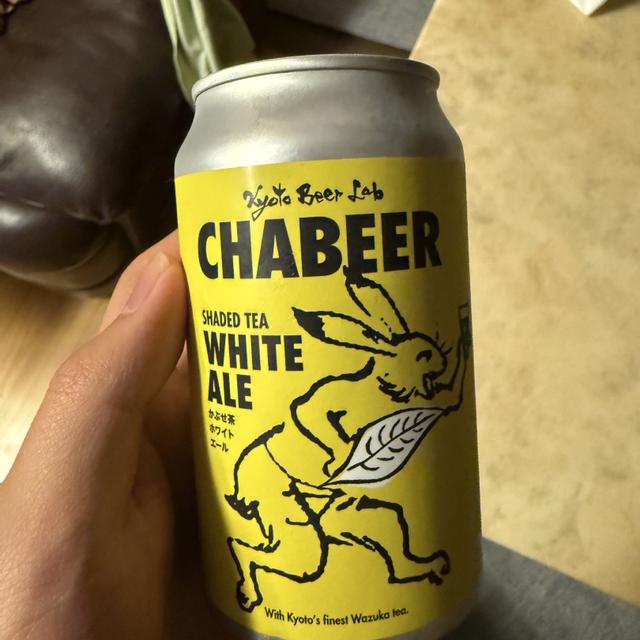 Kyoto Beer Lab
CHABEER
SHADED TEA
WHITE
ALE
かぶせ茶
ホワイト
エール
With Kyoto's finest Wazuka tea.